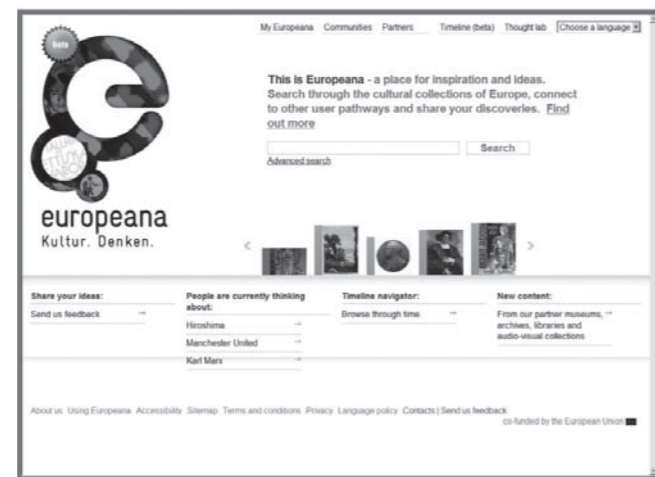 My Europeana Communities Partners Timeline (beta) Thought lab Choose a language
beta
This is Europeana - a place for inspiration and ideas.
Search through the cultural collections of Europe, connect
to other user pathways and share your discoveries. Find
out more
Search
Advanced search
europeana
Kultur. Denken.
Share your ideas:
Send us feedback →
People are currently thinking
about:
Hiroshima →
Manchester United →
Karl Marx →
Timeline navigator:
Browse through time. →
New content:
From our partner museums, →
archives, libraries and
audio-visual collections
About us Using Europeana Accessibility Sitemap Terms and conditions Privacy Language policy Contacts | Send us feedback
co-funded by the European Union